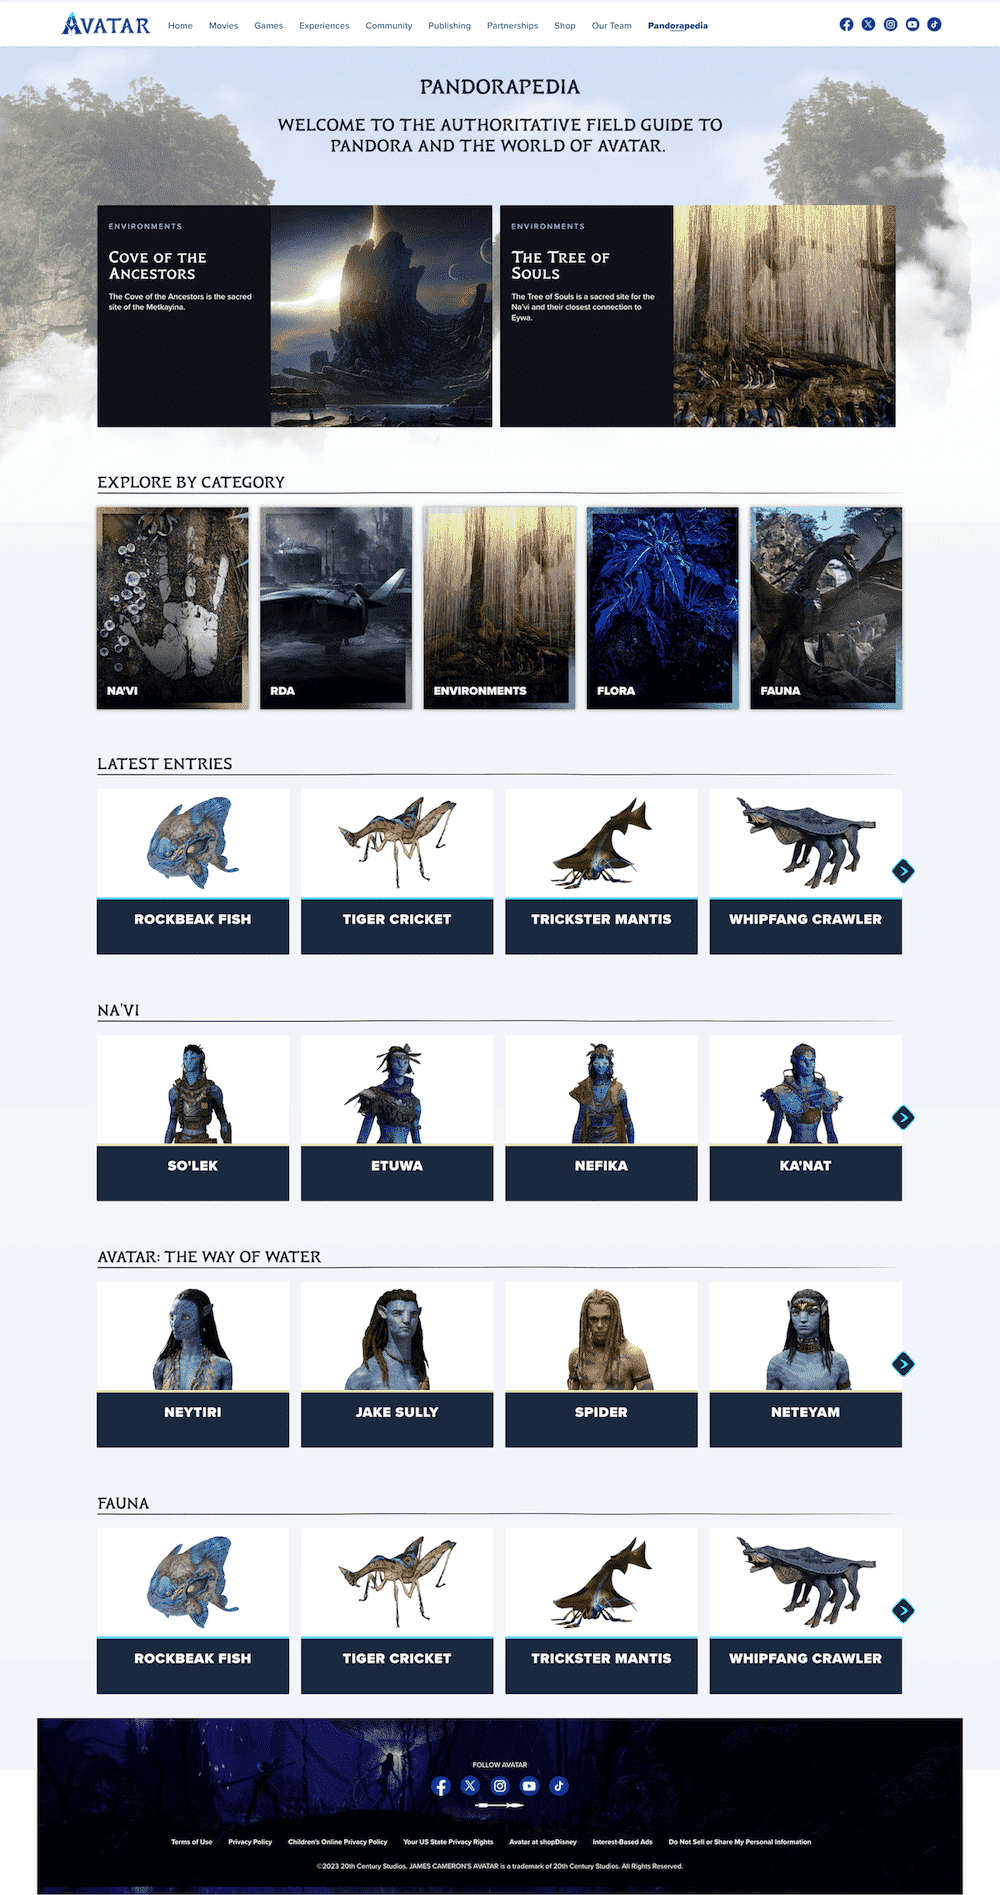 AVATAR
Home Movies Games Experiences Community Publishing Partnerships Shop Our Team Pandorapedia
PANDORAPEDIA
WELCOME TO THE AUTHORITATIVE FIELD GUIDE TO
PANDORA AND THE WORLD OF AVATAR.
ENVIRONMENTS
COVE OF THE
ANCESTORS
The Cove of the Ancestors is the sacred
site of the Metkayina.
ENVIRONMENTS
THE TREE OF
SOULS
The Tree of Souls is a sacred site for the
Na'vi and their closest connection to
Eywa.
EXPLORE BY CATEGORY
NA'VI
RDA
ENVIRONMENTS
FLORA
FAUNA
LATEST ENTRIES
ROCKBEAK FISH
TIGER CRICKET
TRICKSTER MANTIS
WHIPFANG CRAWLER
NA'VI
SO'LEK
ETUWA
NEFIKA
KA'NAT
AVATAR: THE WAY OF WATER
NEYTIRI
JAKE SULLY
SPIDER
NETEYAM
FAUNA
ROCKBEAK FISH
TIGER CRICKET
TRICKSTER MANTIS
WHIPFANG CRAWLER
FOLLOW AVATAR
Terms of Use Privacy Policy Children's Online Privacy Policy Your US State Privacy Rights Avatar at shopDisney Interest-Based Ads Do Not Sell or Share My Personal Information
©2023 20th Century Studios. JAMES CAMERON'S AVATAR is a trademark of 20th Century Studios. All Rights Reserved.